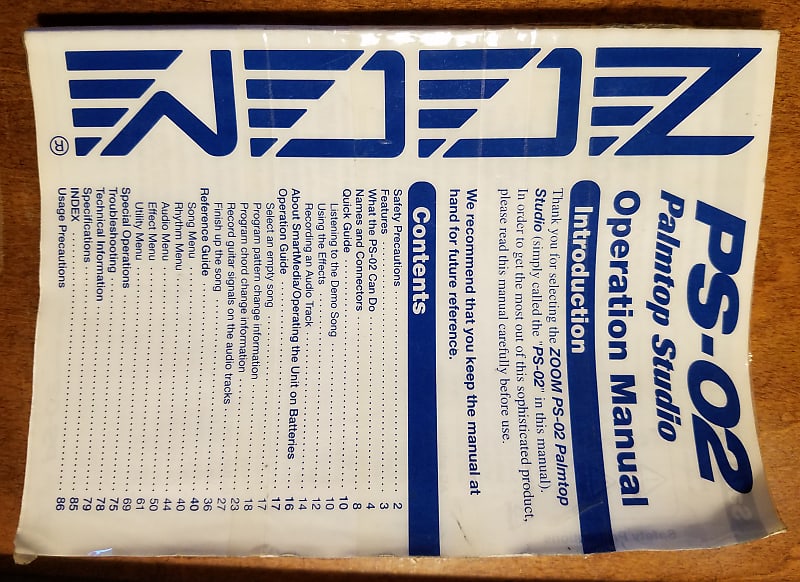 ZOOM
®
PS-02
Palmtop Studio
Operation Manual
Introduction
Thank you for selecting the ZOOM PS-02 Palmtop
Studio (simply called the "PS-02" in this manual).
In order to get the most out of this sophisticated product,
please read this manual carefully before use.
We recommend that you keep the manual at
hand for future reference.
Contents
Safety Precautions 2
Features 3
What the PS-02 Can Do 4
Names and Connectors 8
Quick Guide 10
Listening to the Demo Song 10
Using the Effects 12
Recording an Audio Track 14
About SmartMedia/Operating the Unit on Batteries 16
Operation Guide 17
Select an empty song 17
Program pattern change information 18
Program chord change information 23
Record guitar signals on the audio tracks 27
Finish up the song 36
Reference Guide 40
Song Menu 40
Rhythm Menu 40
Audio Menu 44
Effect Menu 50
Utility Menu 61
Special Operations 69
Troubleshooting 75
Technical Information 78
Specifications 79
INDEX 85
Usage Precautions 86